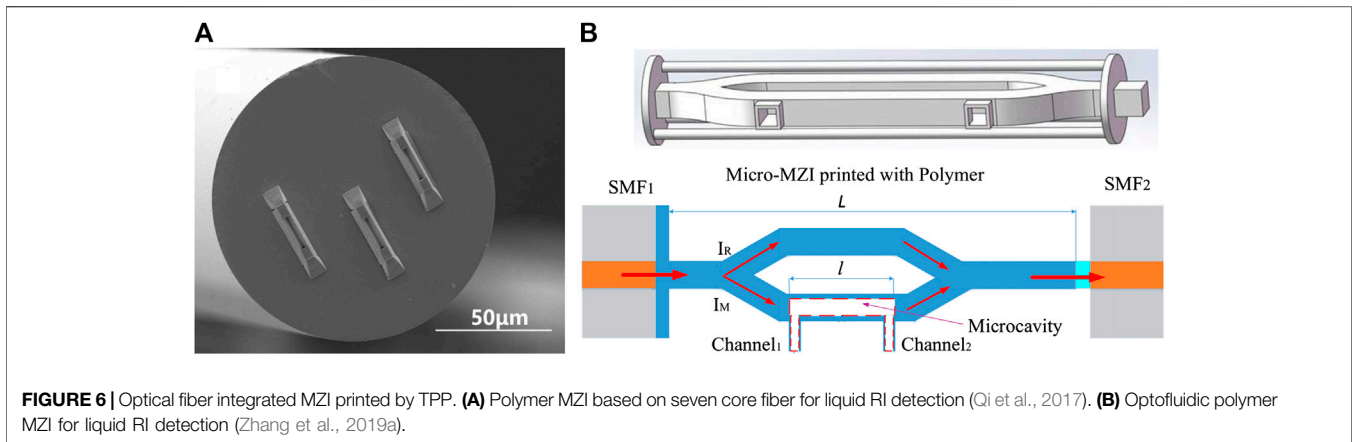 A
B
50μm
Micro-MZI printed with Polymer
SMF1
SMF2
L
IR
l
IM
Microcavity
Channel1
Channel2
FIGURE 6 | Optical fiber integrated MZI printed by TPP. (A) Polymer MZI based on seven core fiber for liquid RI detection (Qi et al., 2017). (B) Optofluidic polymer
MZI for liquid RI detection (Zhang et al., 2019a).